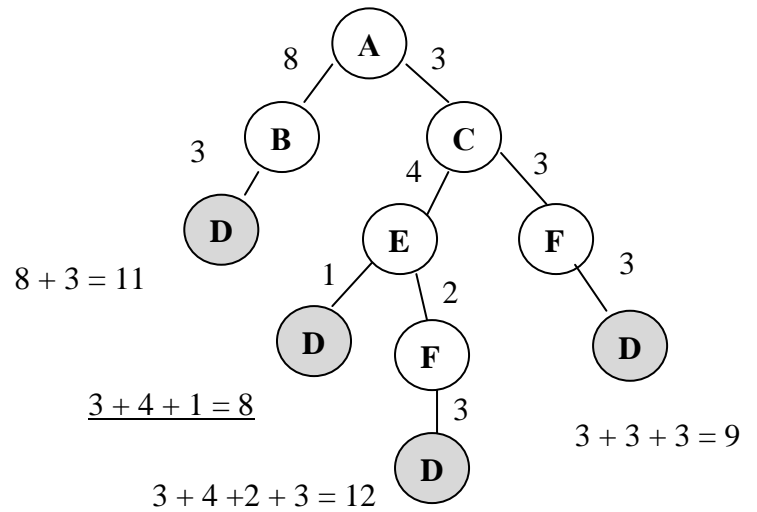 A
8 3
B C
3 4 3
D E F
8 + 3 = 11
1 2 3
D F D
3 + 4 + 1 = 8
3
3 + 3 + 3 = 9
D
3 + 4 +2 + 3 = 12